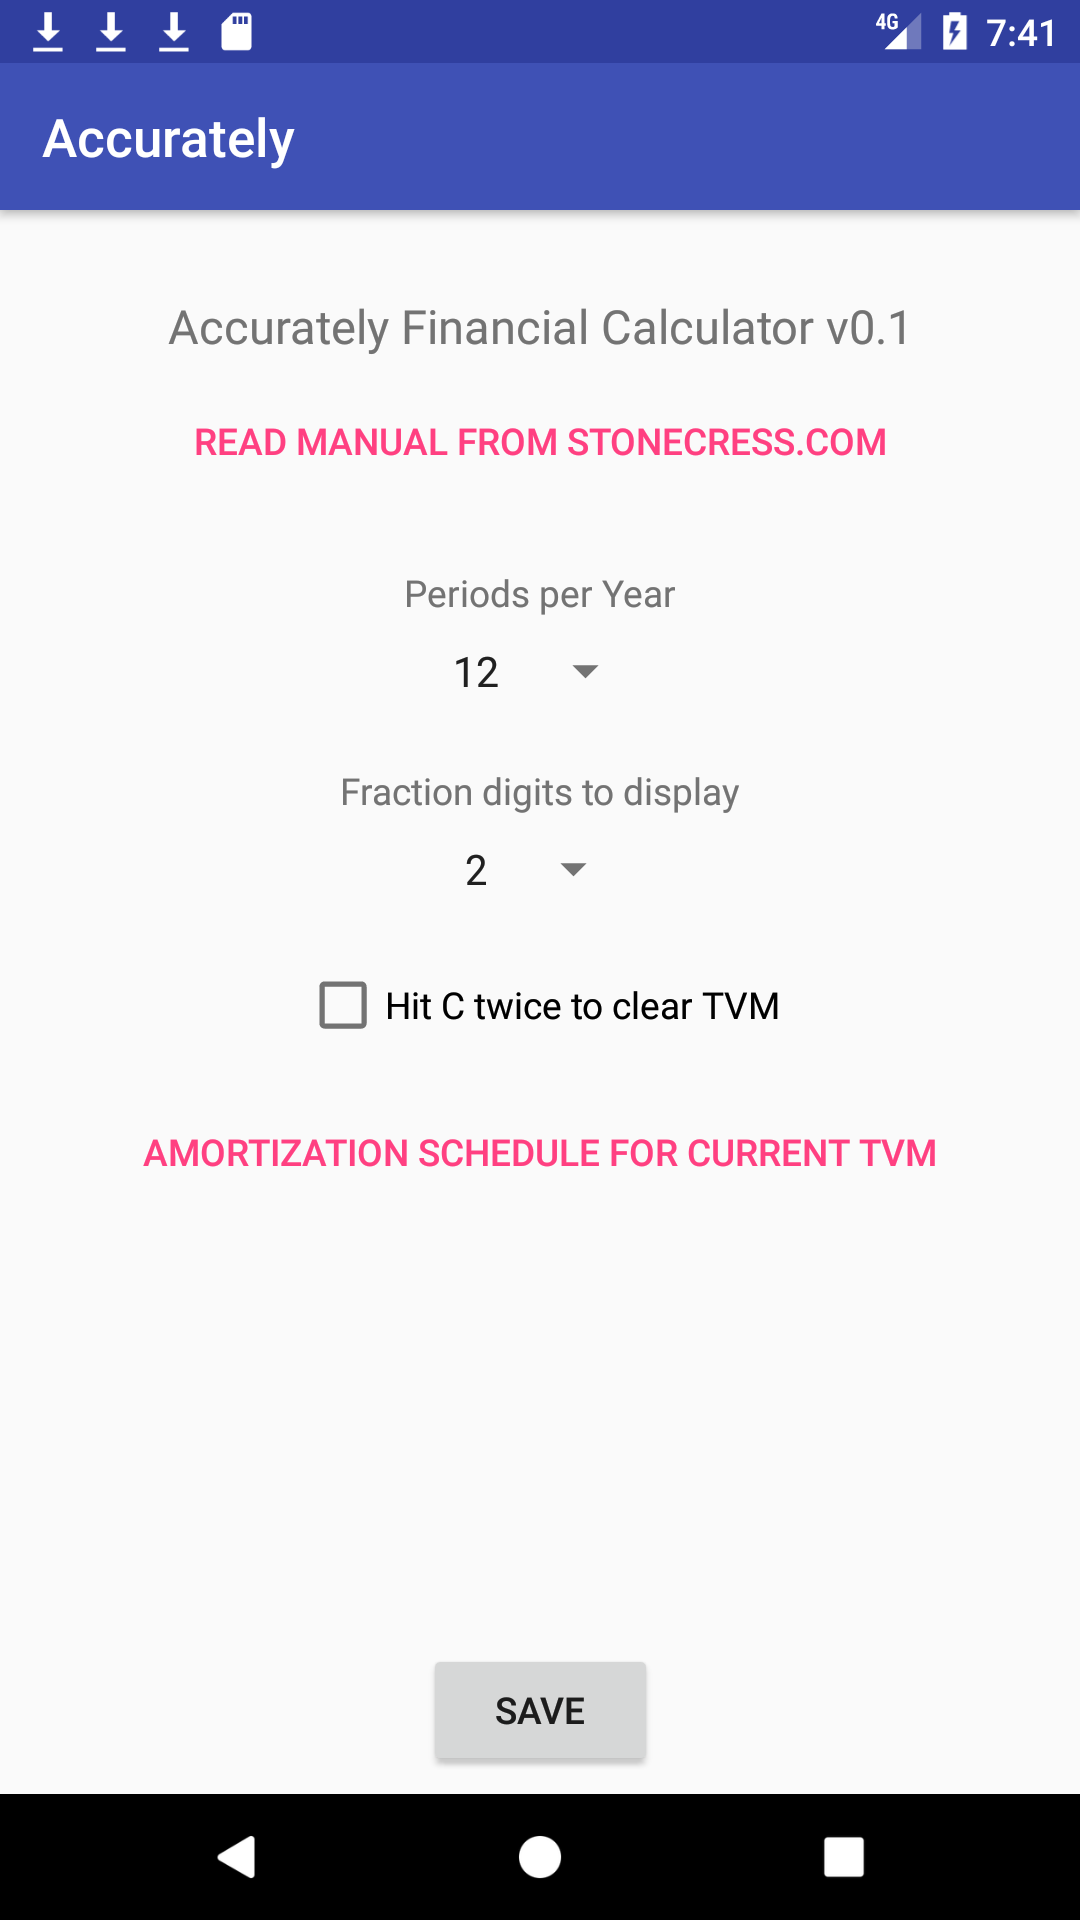 4G 7:41
Accurately
Accurately Financial Calculator v0.1
READ MANUAL FROM STONECRESS.COM
Periods per Year
12
Fraction digits to display
2
Hit C twice to clear TVM
AMORTIZATION SCHEDULE FOR CURRENT TVM
SAVE